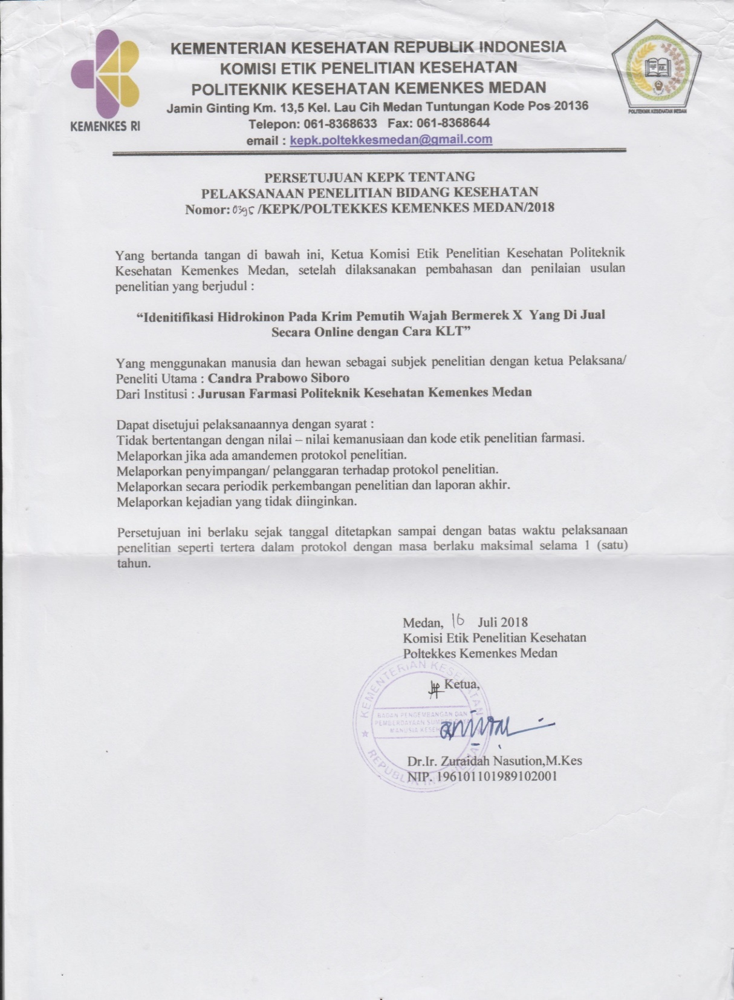 KEMENTERIAN KESEHATAN REPUBLIK INDONESIA
KOMISI ETIK PENELITIAN KESEHATAN
POLITEKNIK KESEHATAN KEMENKES MEDAN
Jamin Ginting Km. 13,5 Kel. Lau Cih Medan Tuntungan Kode Pos 20136
Telepon: 061-8368633 Fax: 061-8368644
email : kepk.poltekkesmedan@gmail.com
KEMENKES RI
POLITEKNIK KESEHATAN MEDAN
PERSETUJUAN KEPK TENTANG
PELAKSANAAN PENELITIAN BIDANG KESEHATAN
Nomor: 0395 /KEPK/POLTEKKES KEMENKES MEDAN/2018
Yang bertanda tangan di bawah ini, Ketua Komisi Etik Penelitian Kesehatan Politeknik
Kesehatan Kemenkes Medan, setelah dilaksanakan pembahasan dan penilaian usulan
penelitian yang berjudul :
“Idenitifikasi Hidrokinon Pada Krim Pemutih Wajah Bermerek X Yang Di Jual
Secara Online dengan Cara KLT”
Yang menggunakan manusia dan hewan sebagai subjek penelitian dengan ketua Pelaksana/
Peneliti Utama : Candra Prabowo Siboro
Dari Institusi : Jurusan Farmasi Politeknik Kesehatan Kemenkes Medan
Dapat disetujui pelaksanaannya dengan syarat :
Tidak bertentangan dengan nilai – nilai kemanusiaan dan kode etik penelitian farmasi.
Melaporkan jika ada amandemen protokol penelitian.
Melaporkan penyimpangan/ pelanggaran terhadap protokol penelitian.
Melaporkan secara periodik perkembangan penelitian dan laporan akhir.
Melaporkan kejadian yang tidak diinginkan.
Persetujuan ini berlaku sejak tanggal ditetapkan sampai dengan batas waktu pelaksanaan
penelitian seperti tertera dalam protokol dengan masa berlaku maksimal selama 1 (satu)
tahun.
Medan, 16 Juli 2018
Komisi Etik Penelitian Kesehatan
Poltekkes Kemenkes Medan
Ketua,
KEMENTERIAN KESEHATAN
BADAN PENGEMBANGAN DAN
PEMBERDAYAAN SUMBER DAYA
MANUSIA
REPUBLIK
Dr.Ir. Zuraidah Nasution,M.Kes
NIP. 196101101989102001